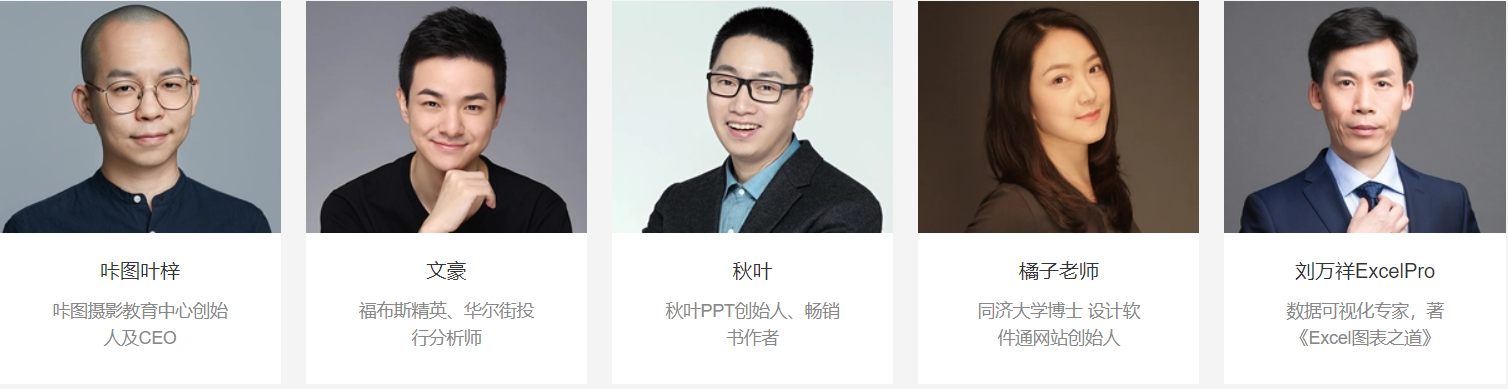 咔图叶梓
咔图摄影教育中心创始
人及CEO
文豪
福布斯精英、华尔街投
行分析师
秋叶
秋叶PPT创始人、畅销
书作者
橘子老师
同济大学博士 设计软
件通网站创始人
刘万祥ExcelPro
数据可视化专家，著
《Excel图表之道》